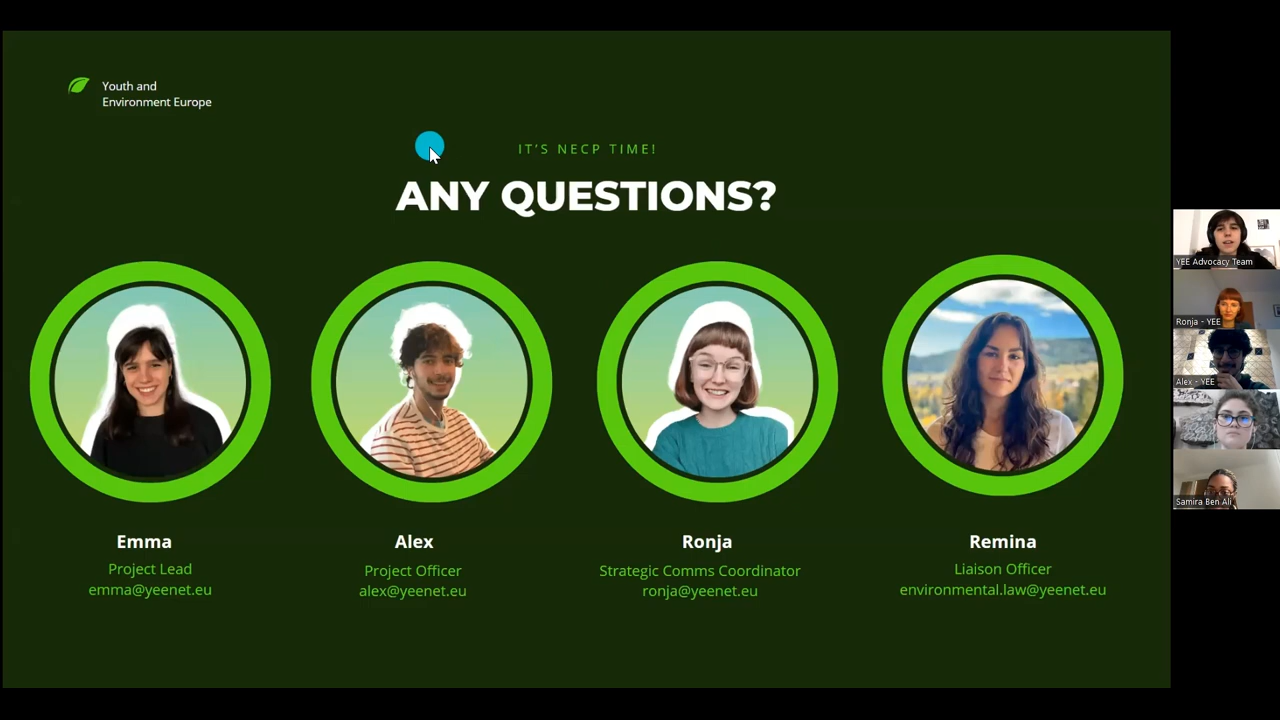 Youth and
Environment Europe
IT'S NECP TIME!
ANY QUESTIONS?
Emma
Project Lead
emma@yeenet.eu
Alex
Project Officer
alex@yeenet.eu
Ronja
Strategic Comms Coordinator
ronja@yeenet.eu
Remina
Liaison Officer
environmental.law@yeenet.eu
YEE Advocacy Team
Ronja - YEE
Alex - YEE
Samira Ben Ali